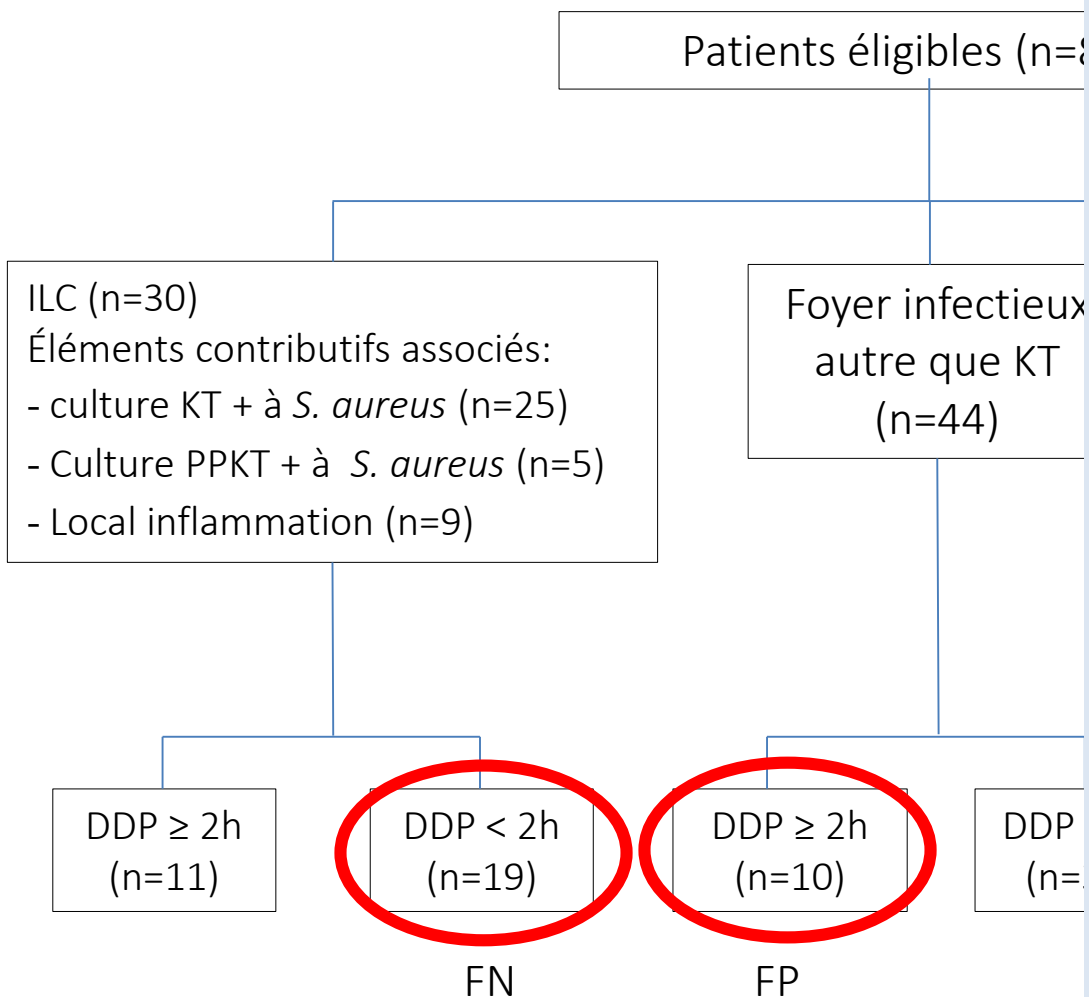 Patients éligibles (n=
ILC (n=30)
Éléments contributifs associés:
- culture KT + à S. aureus (n=25)
- Culture PPKT + à S. aureus (n=5)
- Local inflammation (n=9)
Foyer infectieux
autre que KT
(n=44)
DDP ≥ 2h
(n=11)
DDP < 2h
(n=19)
DDP ≥ 2h
(n=10)
DDP
(n=
FN
FP